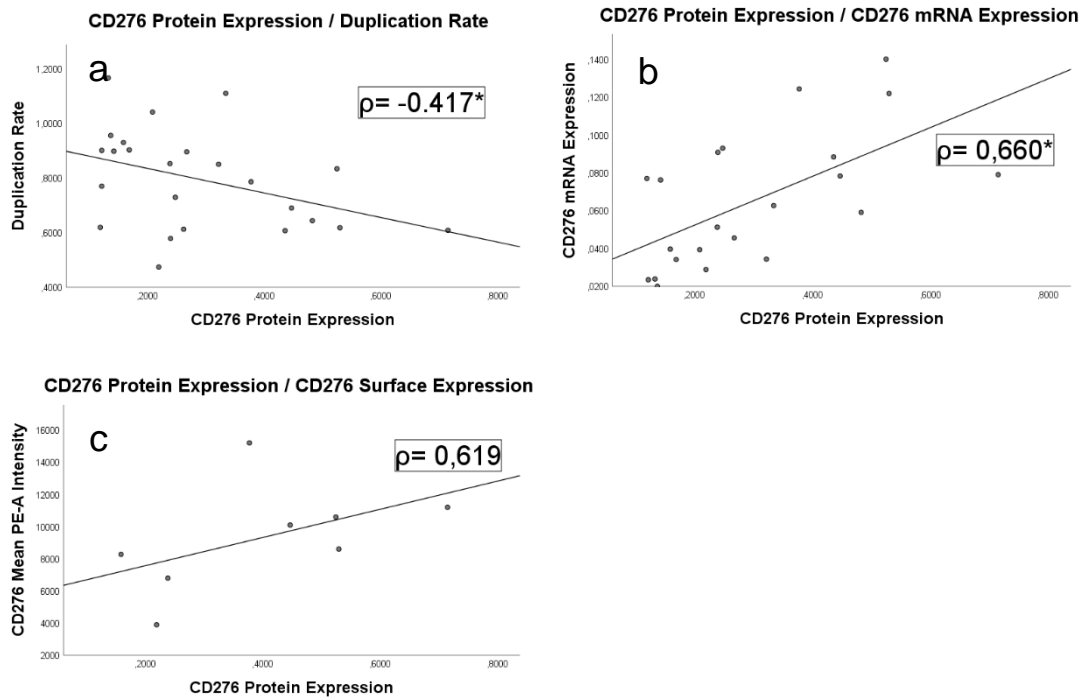 CD276 Protein Expression / Duplication Rate
a
ρ= -0.417*
1,2000
1,0000
,8000
,6000
,4000
Duplication Rate
,2000
,4000
,6000
,8000
CD276 Protein Expression
CD276 Protein Expression / CD276 mRNA Expression
b
ρ= 0,660*
,1400
,1200
,1000
,0800
,0600
,0400
,0200
CD276 mRNA Expression
,2000
,4000
,6000
,8000
CD276 Protein Expression
CD276 Protein Expression / CD276 Surface Expression
c
ρ= 0,619
16000
14000
12000
10000
8000
6000
4000
2000
CD276 Mean PE-A Intensity
,2000
,4000
,6000
,8000
CD276 Protein Expression